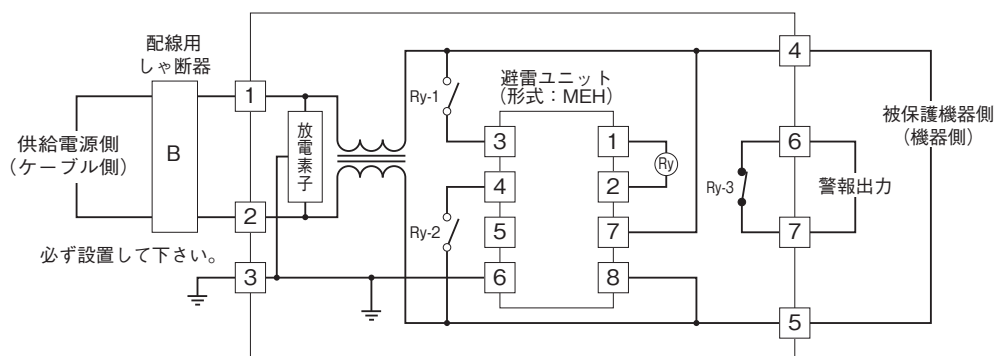 配線用
しゃ断器
供給電源側
（ケーブル側）
B
必ず設置して下さい。
1
2
3
放電素子
Ry-1
Ry-2
避雷ユニット
（形式：MEH）
3
4
5
6
1
2
7
8
Ry
Ry-3
4
6
7
5
警報出力
被保護機器側
（機器側）